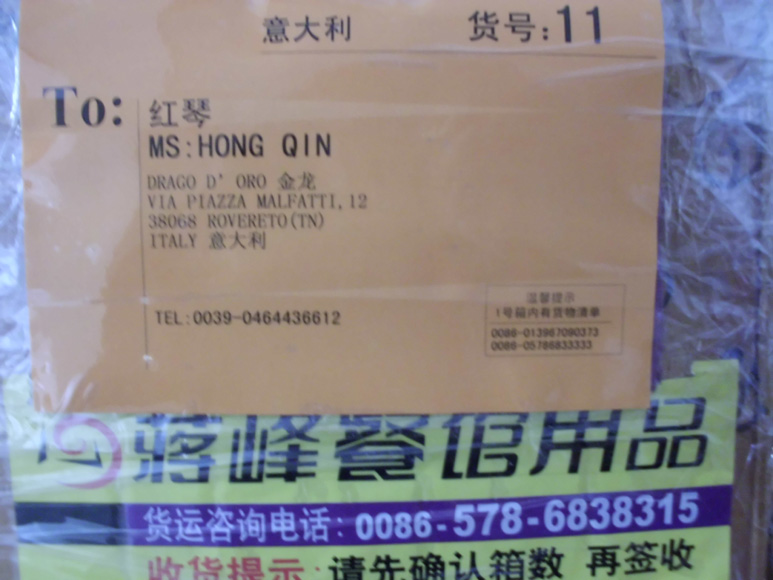 意大利 货号:11
To: 红琴
MS:HONG QIN
DRAGO D' ORO 金龙
VIA PIAZZA MALFATTI,12
38068 ROVERETO(TN)
ITALY 意大利
TEL:0039-0464436612
温馨提示
1号箱内有货物清单
0086-013967090373
0086-05786833333
蒋峰餐馆用品
货运咨询电话: 0086-578-6838315
收货提示: 请先确认箱数 再签收